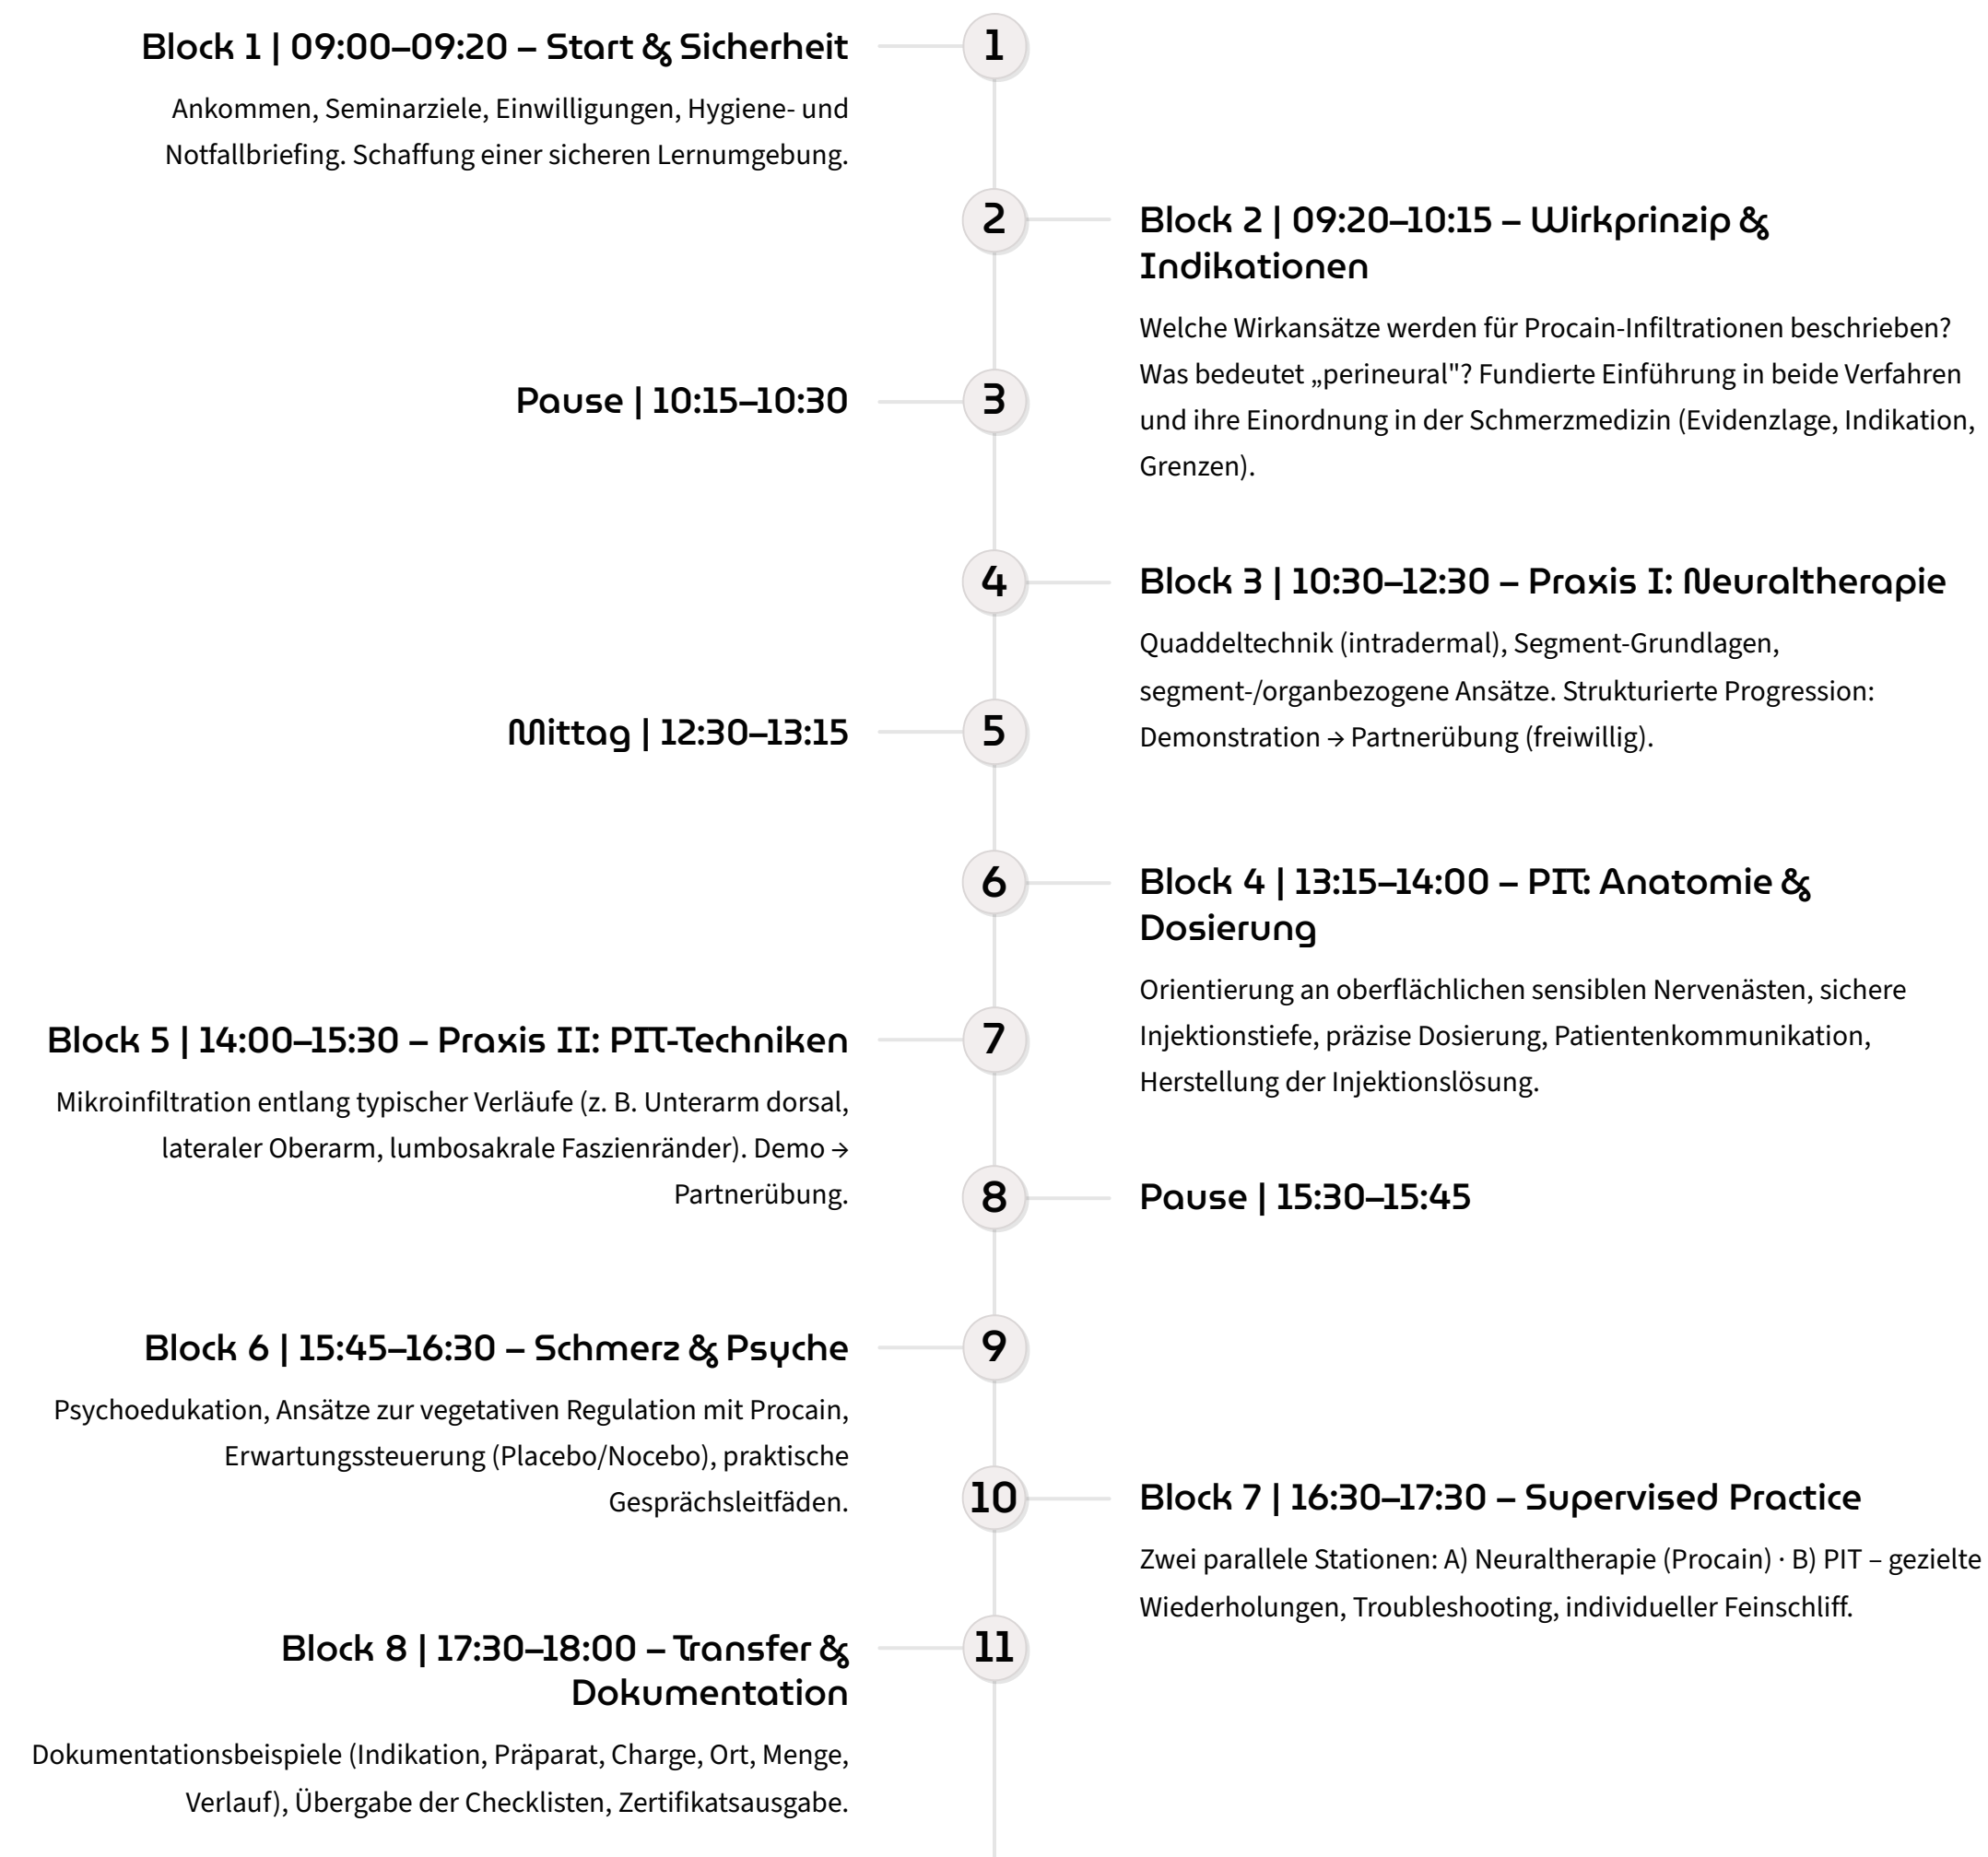 1
Block 1 | 09:00–09:20 – Start & Sicherheit
Ankommen, Seminarziele, Einwilligungen, Hygiene- und
Notfallbriefing. Schaffung einer sicheren Lernumgebung.
2
Block 2 | 09:20–10:15 – Wirkprinzip &
Indikationen
Welche Wirkansätze werden für Procain-Infiltrationen beschrieben?
Was bedeutet „perineural"? Fundierte Einführung in beide Verfahren
und ihre Einordnung in der Schmerzmedizin (Evidenzlage, Indikation,
Grenzen).
3
Pause | 10:15–10:30
4
Block 3 | 10:30–12:30 – Praxis I: Neuraltherapie
Quaddeltechnik (intradermal), Segment-Grundlagen,
segment-/organbezogene Ansätze. Strukturierte Progression:
Demonstration → Partnerübung (freiwillig).
5
Mittag | 12:30–13:15
6
Block 4 | 13:15–14:00 – PIT: Anatomie &
Dosierung
Orientierung an oberflächlichen sensiblen Nervenästen, sichere
Injektionstiefe, präzise Dosierung, Patientenkommunikation,
Herstellung der Injektionslösung.
7
Block 5 | 14:00–15:30 – Praxis II: PIT-Techniken
Mikroinfiltration entlang typischer Verläufe (z. B. Unterarm dorsal,
lateraler Oberarm, lumbosakrale Faszienränder). Demo →
Partnerübung.
8
Pause | 15:30–15:45
9
Block 6 | 15:45–16:30 – Schmerz & Psyche
Psychoedukation, Ansätze zur vegetativen Regulation mit Procain,
Erwartungssteuerung (Placebo/Nocebo), praktische
Gesprächsleitfäden.
10
Block 7 | 16:30–17:30 – Supervised Practice
Zwei parallele Stationen: A) Neuraltherapie (Procain) · B) PIT – gezielte
Wiederholungen, Troubleshooting, individueller Feinschliff.
11
Block 8 | 17:30–18:00 – Transfer &
Dokumentation
Dokumentationsbeispiele (Indikation, Präparat, Charge, Ort, Menge,
Verlauf), Übergabe der Checklisten, Zertifikatsausgabe.